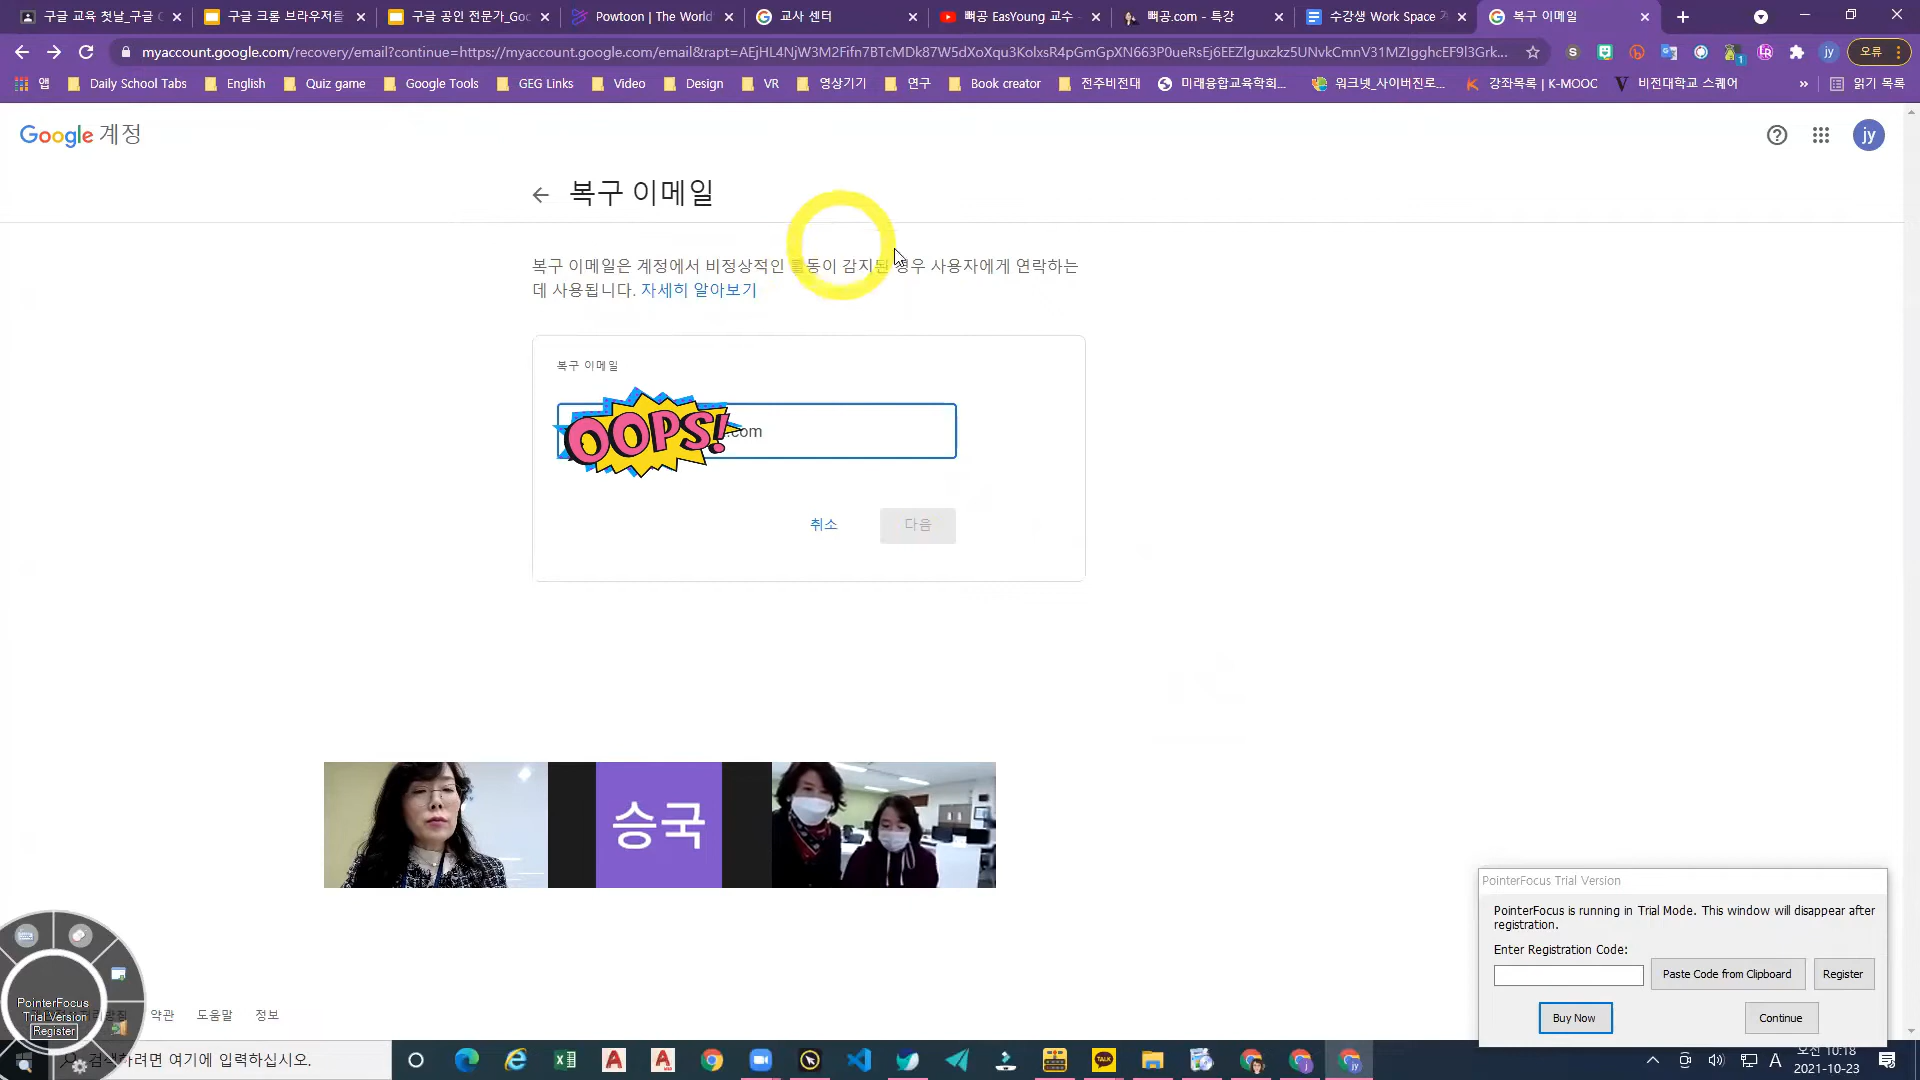 구글 교육 첫날_구글
구글 크롬 브라우저를
구글 공인 전문가_Goo
Powtoon | The World
교사 센터
뻐공 EasYoung 교수 -
뻐공.com - 특강
수강생 Work Space
복구 이메일
myaccount.google.com/recovery/email?continue=https://myaccount.google.com/email&rapt=
오류
앱
Daily School Tabs
English
Quiz game
Google Tools
GEG Links
Video
Design
VR
영상기기
연구
Book creator
전주비전대
미래융합교육학회...
워크넷_사이버진로...
강좌목록 | K-MOOC
비전대학교 스퀘어
»
읽기 목록
Google 계정
jy
복구 이메일
복구 이메일은 계정에서 비정상적인 활동이 감지된 경우 사용자에게 연락하는
데 사용됩니다. 자세히 알아보기
복구 이메일
OOPS!
.com
취소
다음
승국
PointerFocus Trial Version
PointerFocus is running in Trial Mode. This window will disappear after
registration.
Enter Registration Code:
Paste Code from Clipboard
Register
Buy Now
Continue
PointerFocus
Trial Version
Register
약관
도움말
정보
검색하려면 여기에 입력하십시오.
TALK
A
오전 10:18
2021-10-23